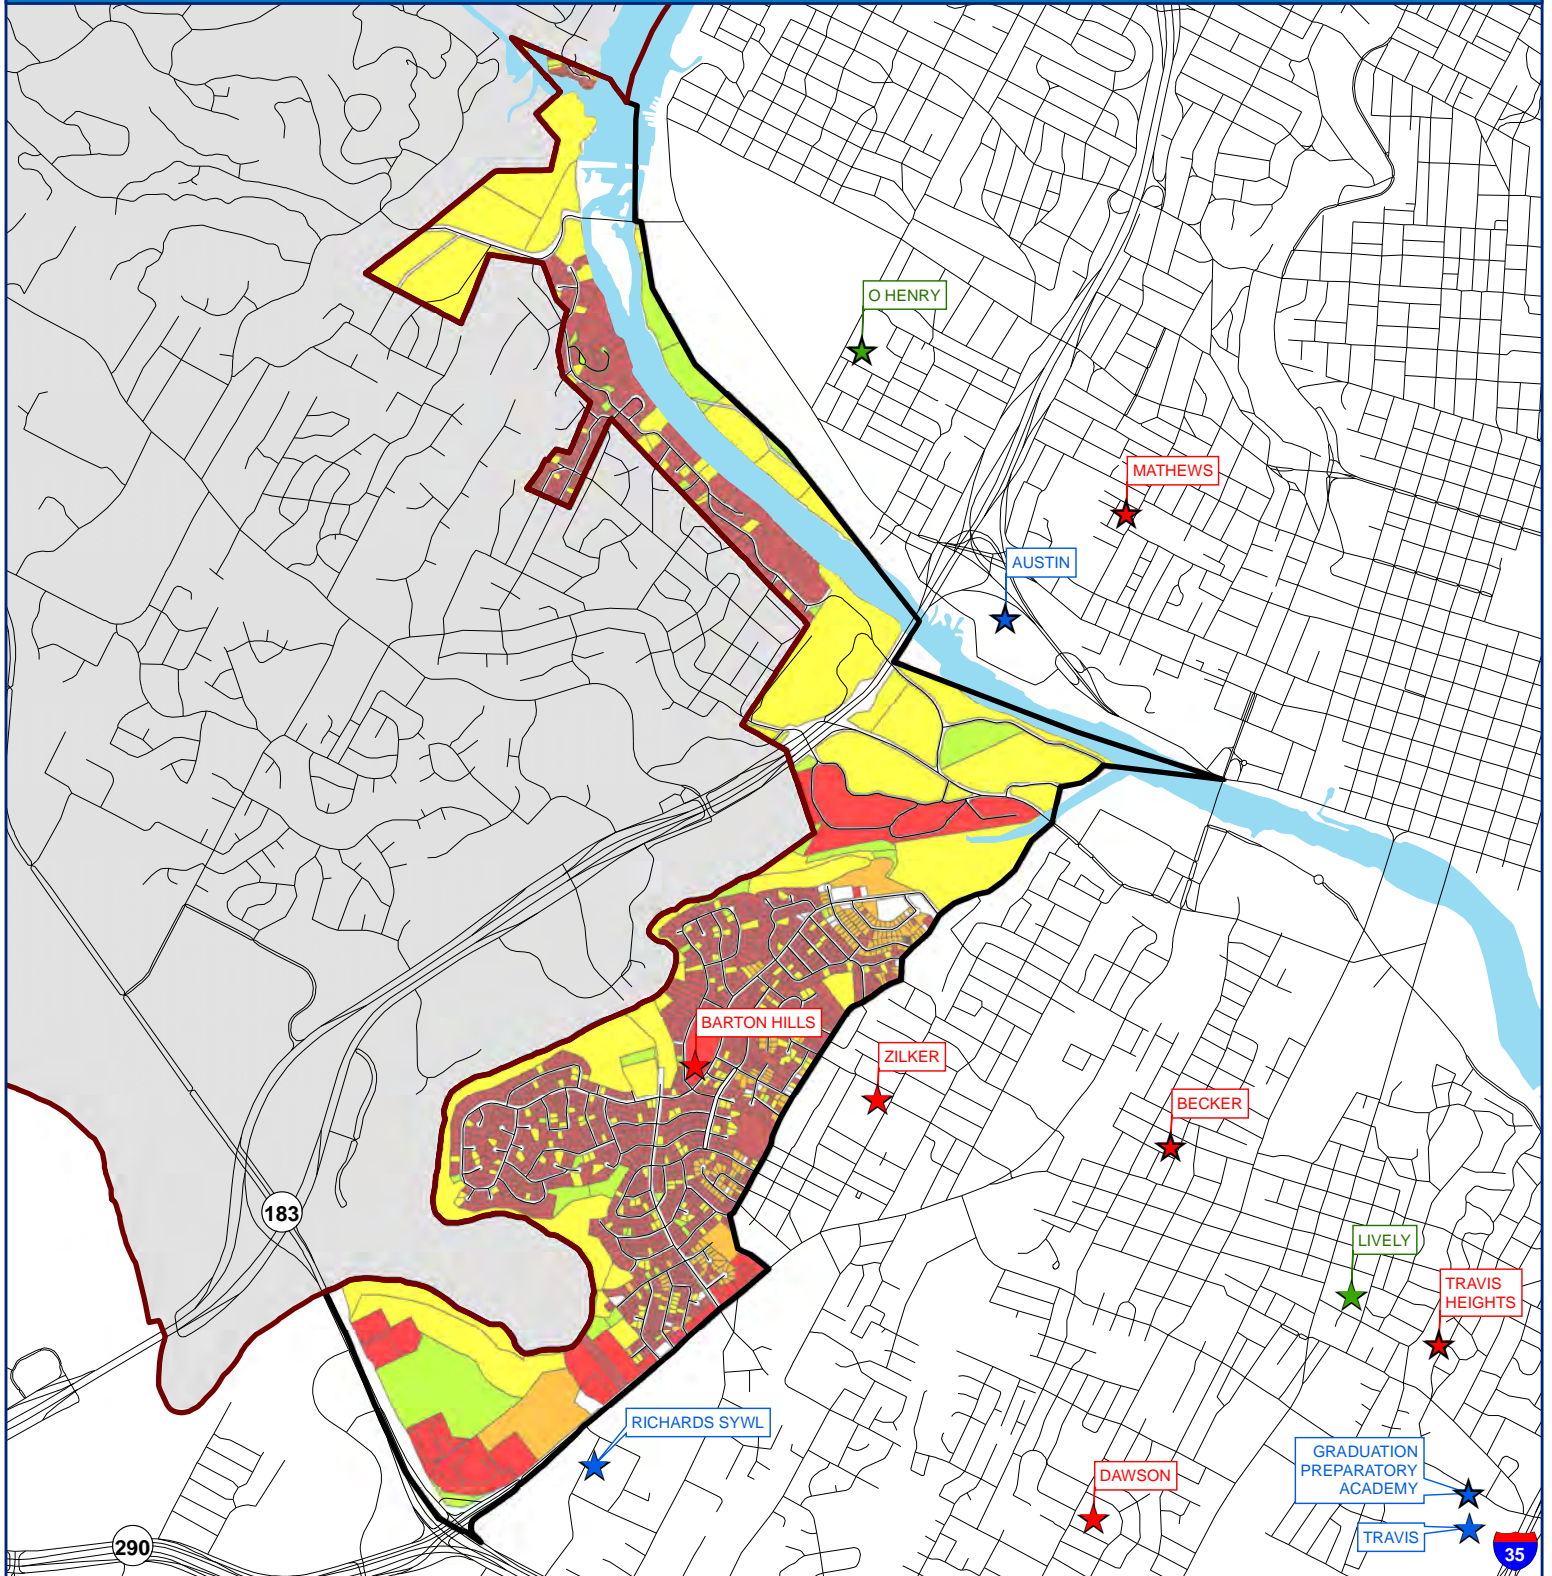 O HENRY
MATHEWS
AUSTIN
BARTON HILLS
ZILKER
BECKER
183
LIVELY
TRAVIS
HEIGHTS
RICHARDS SYWL
GRADUATION
PREPARATORY
ACADEMY
DAWSON
TRAVIS
290
35